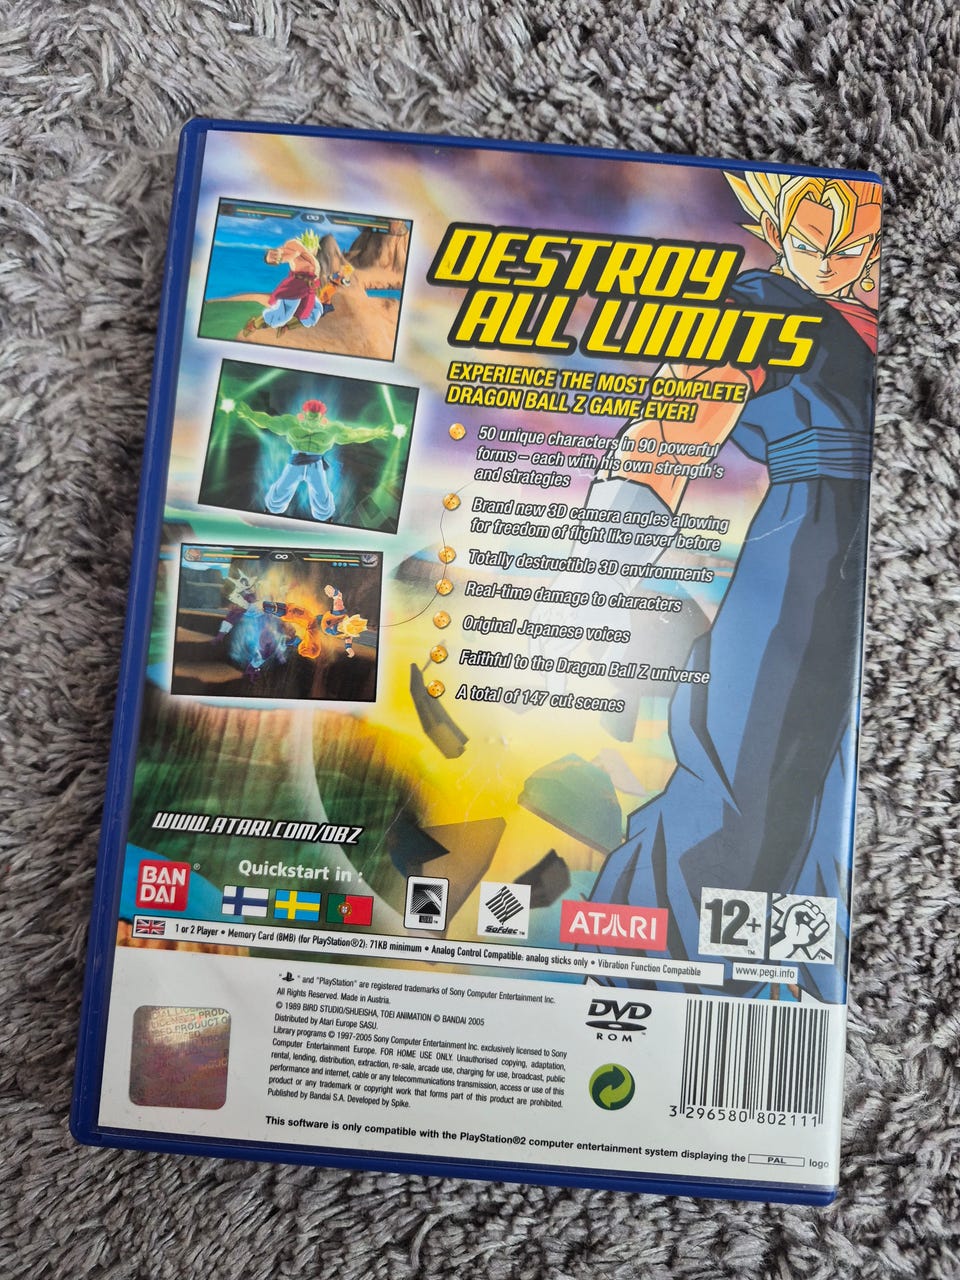 DESTROY
ALL LIMITS
EXPERIENCE THE MOST COMPLETE
DRAGON BALL Z GAME EVER!
50 unique characters in 90 powerful
forms – each with his own strength's
and strategies
Brand new 3D camera angles allowing
for freedom of flight like never before
Totally destructible 3D environments
Real-time damage to characters
Original Japanese voices
Faithful to the Dragon Ball Z universe
A total of 147 cut scenes
WWW.ATARI.COM/DBZ
Quickstart in :
BAN
DAI
®
ATARI
SofdecTM
ATARI
12+
TM
TM
www.pegi.info
1 or 2 Player • Memory Card (8MB) (for PlayStation®2): 71KB minimum • Analog Control Compatible: analog sticks only • Vibration Function Compatible
" " and "PlayStation" are registered trademarks of Sony Computer Entertainment Inc.
All Rights Reserved. Made in Austria.
© 1989 BIRD STUDIO/SHUEISHA, TOEI ANIMATION © BANDAI 2005
Distributed by Atari Europe SASU.
Library programs © 1997-2005 Sony Computer Entertainment Inc. exclusively licensed to Sony
Computer Entertainment Europe. FOR HOME USE ONLY. Unauthorised copying, adaptation,
rental, lending, distribution, extraction, re-sale, arcade use, charging for use, broadcast, public
performance and internet, cable or any telecommunications transmission, access or use of this
product or any trademark or copyright work that forms part of this product are prohibited.
Published by Bandai S.A. Developed by Spike.
DVD
ROM
3 296580 802111
This software is only compatible with the PlayStation®2 computer entertainment system displaying the PAL logo